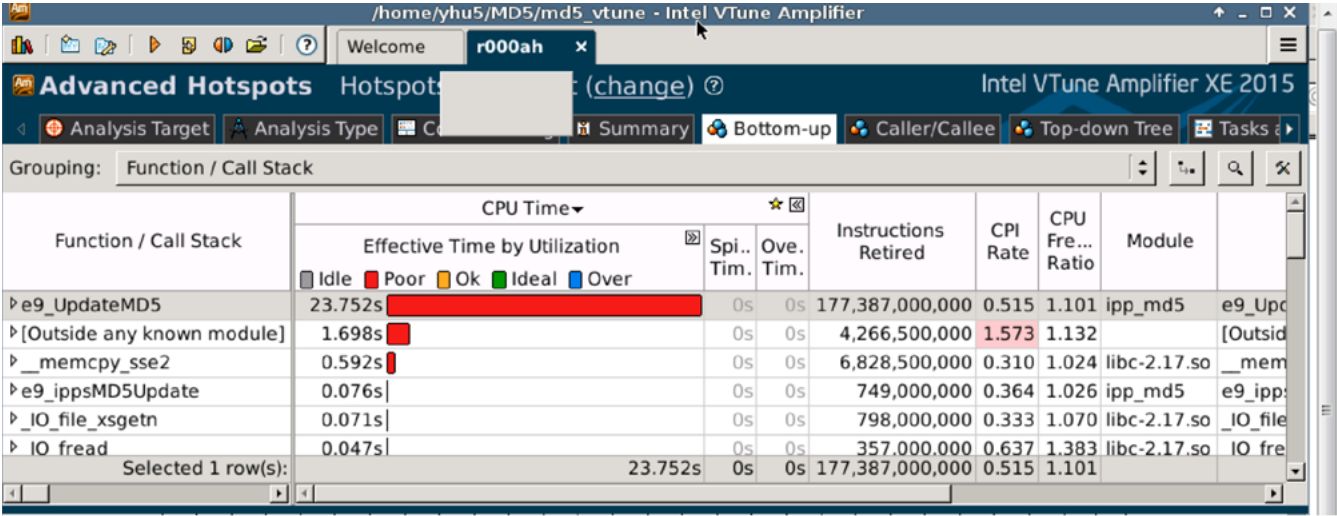 /home/yhu5/MD5/md5_vtune - Intel VTune Amplifier
Welcome r000ah ×
Am Advanced Hotspots Hotspots (change) ?
Intel VTune Amplifier XE 2015
Analysis Target Analysis Type Summary Bottom-up Caller/Callee Top-down Tree Tasks
Grouping: Function / Call Stack
Function / Call Stack
CPU Time
Effective Time by Utilization
Idle Poor Ok Ideal Over
Spi.. Tim.
Ove. Tim.
Instructions Retired
CPI Rate
CPU Fre... Ratio
Module
e9_UpdateMD5 23.752s 0s 0s 177,387,000,000 0.515 1.101 ipp_md5 e9_Upd
[Outside any known module] 1.698s 0s 0s 4,266,500,000 1.573 1.132 [Outsid
__memcpy_sse2 0.592s 0s 0s 6,828,500,000 0.310 1.024 libc-2.17.so __mem
e9_ippsMD5Update 0.076s 0s 0s 749,000,000 0.364 1.026 ipp_md5 e9_ipps
_IO_file_xsgetn 0.071s 0s 0s 798,000,000 0.333 1.070 libc-2.17.so _IO_file
_IO_fread 0.047s 0s 0s 357,000,000 0.637 1.383 libc-2.17.so _IO_fre
Selected 1 row(s): 23.752s 0s 0s 177,387,000,000 0.515 1.101